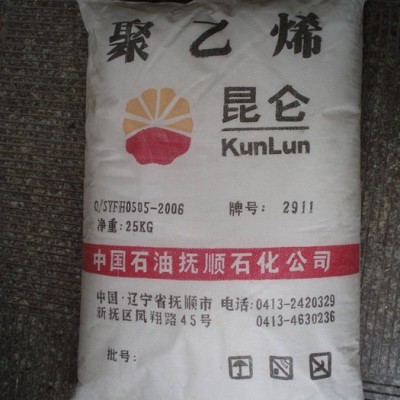 聚乙烯
昆仑
KunLun
Q/SYFH0505-2006 牌号: 2911
净重:25KG
中国石油抚顺石化公司
中国·辽宁省抚顺市 电话:0413-2420329
新抚区凤翔路45号 0413-4630236
批号: